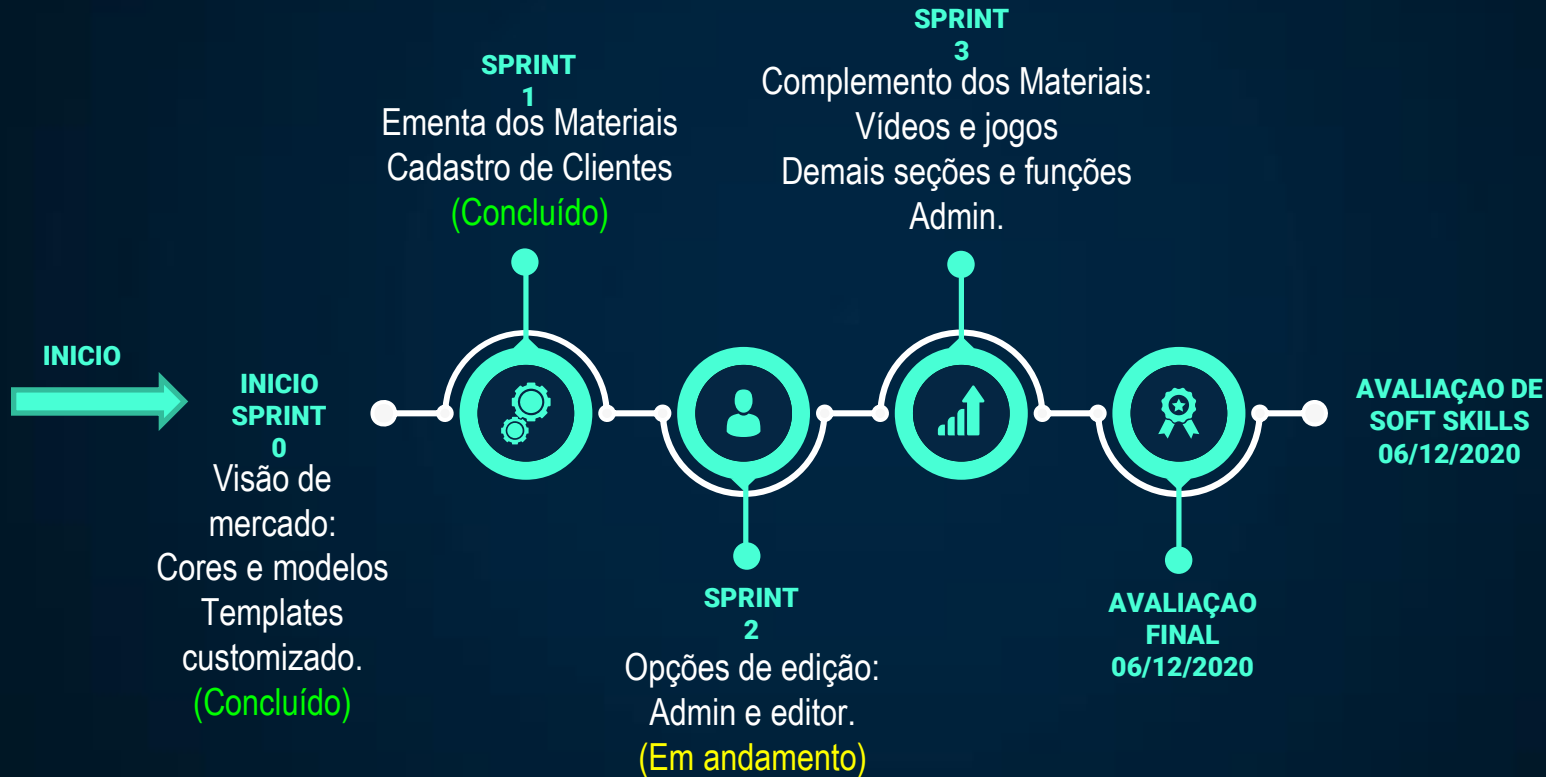 INICIO
INICIO
SPRINT
0
Visão de
mercado:
Cores e modelos
Templates
customizado.
(Concluído)
SPRINT
1
Ementa dos Materiais
Cadastro de Clientes
(Concluído)
SPRINT
2
Opções de edição:
Admin e editor.
(Em andamento)
SPRINT
3
Complemento dos Materiais:
Vídeos e jogos
Demais seções e funções
Admin.
AVALIAÇAO
FINAL
06/12/2020
AVALIAÇAO DE
SOFT SKILLS
06/12/2020